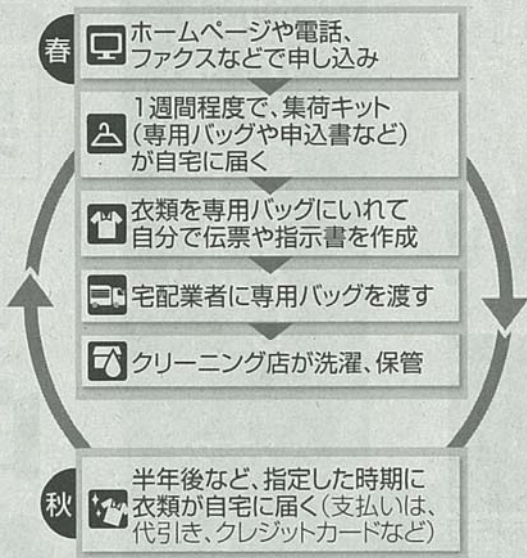 春
ホームページや電話、
ファクスなどで申し込み
1週間程度で、集荷キット
(専用バッグや申込書など)
が自宅に届く
衣類を専用バッグにいれて
自分で伝票や指示書を作成
宅配業者に専用バッグを渡す
クリーニング店が洗濯、保管
秋
半年後など、指定した時期に
衣類が自宅に届く(支払いは、
代引き、クレジットカードなど)